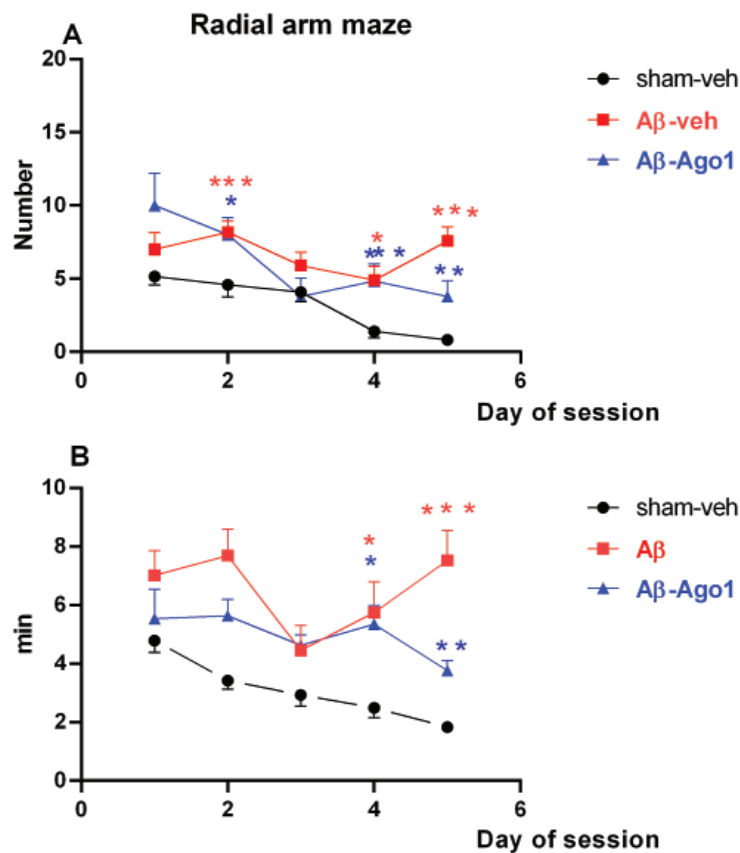 A
Radial arm maze
20
15
10
5
0
Number
0 2 4 6
Day of session
sham-veh
Aβ-veh
Aβ-Ago1
***
*
*
** *
***
**
B
10
8
6
4
2
0
min
0 2 4 6
Day of session
sham-veh
Aβ
Aβ-Ago1
*
*
***
**